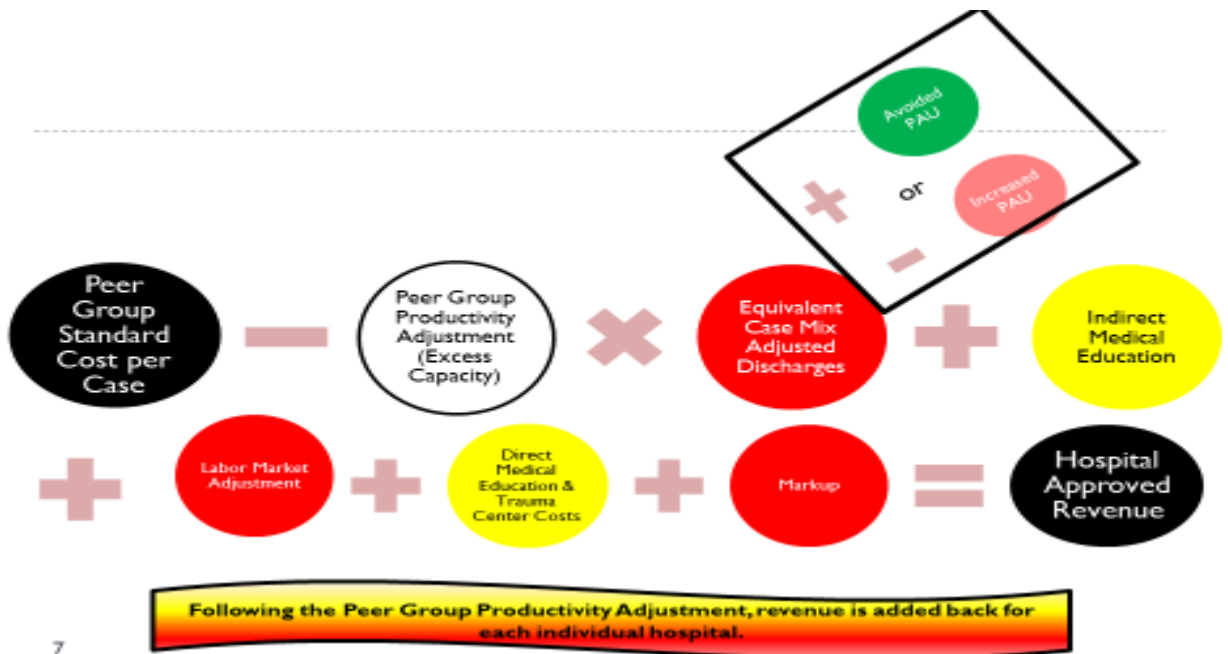 Avoided
PAU
or
Increased
PAU
Peer
Group
Standard
Cost per
Case
Peer Group
Productivity
Adjustment
(Excess
Capacity)
Equivalent
Case Mix
Adjusted
Discharges
Indirect
Medical
Education
Labor Market
Adjustment
Direct
Medical
Education &
Trauma
Center Costs
Markup
Hospital
Approved
Revenue
Following the Peer Group Productivity Adjustment, revenue is added back for
each individual hospital.
7